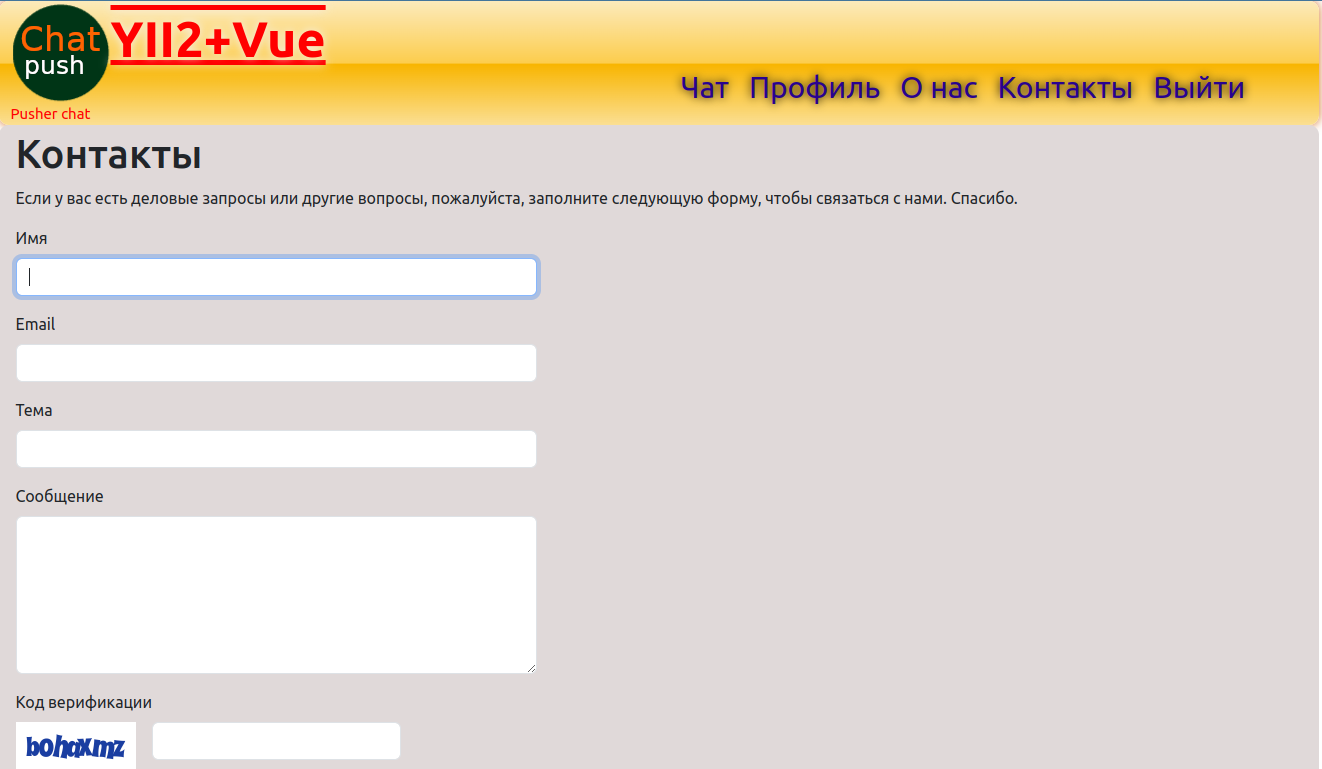 Chat
push
YII2+Vue
Чат Профиль О нас Контакты Выйти
Pusher chat
Контакты
Если у вас есть деловые запросы или другие вопросы, пожалуйста, заполните следующую форму, чтобы связаться с нами. Спасибо.
Имя
Email
Тема
Сообщение
Код верификации
bohaxmz